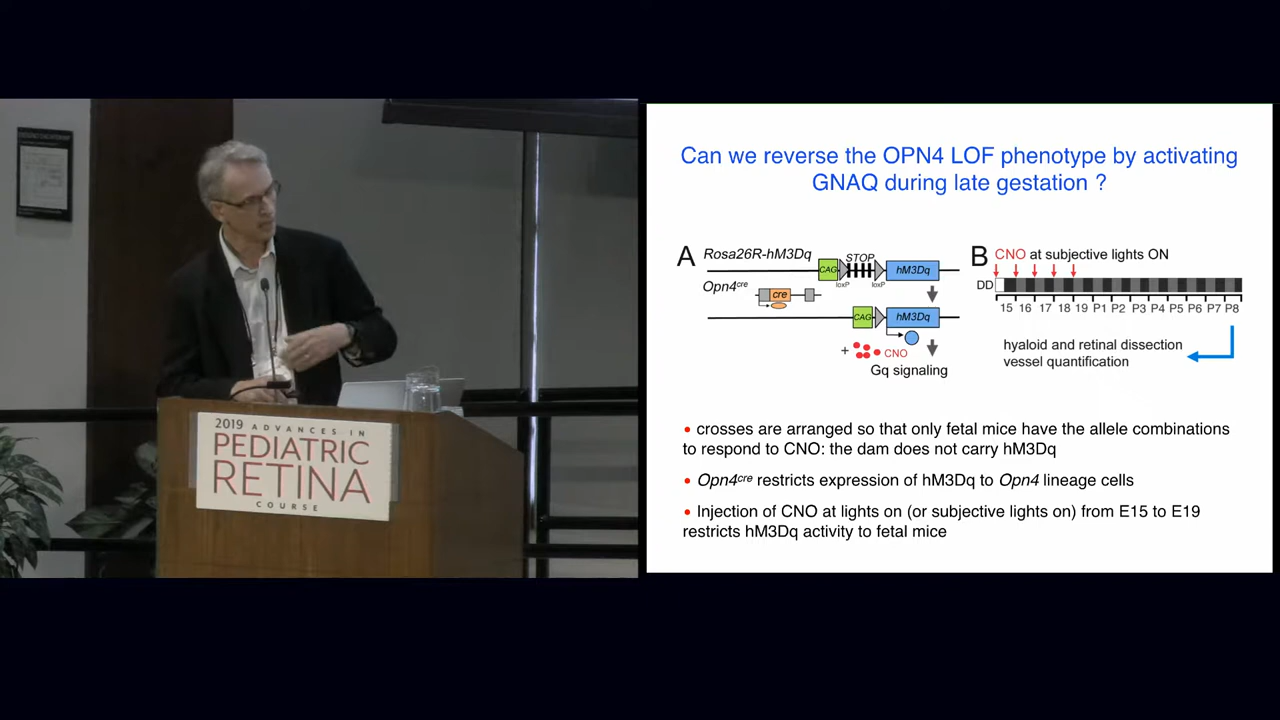 2019 ADVANCES IN
PEDIATRIC
RETINA
COURSE
Can we reverse the OPN4 LOF phenotype by activating
GNAQ during late gestation ?
A
Rosa26R-hM3Dq
CAG
STOP
loxP
loxP
hM3Dq
Opn4cre
cre
CAG
hM3Dq
+
CNO
Gq signaling
B
CNO at subjective lights ON
DD
15 16 17 18 19 P1 P2 P3 P4 P5 P6 P7 P8
hyaloid and retinal dissection
vessel quantification
• crosses are arranged so that only fetal mice have the allele combinations
to respond to CNO: the dam does not carry hM3Dq
• Opn4cre restricts expression of hM3Dq to Opn4 lineage cells
• Injection of CNO at lights on (or subjective lights on) from E15 to E19
restricts hM3Dq activity to fetal mice